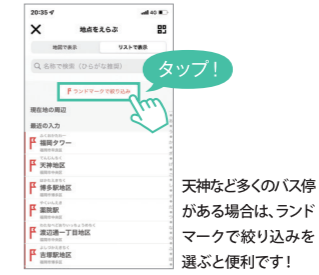 20:35
4G
地点をえらぶ
地図で表示
リストで表示
名称で検索(ひらがな推奨)
ランドマークで絞り込み
タップ!
現在地の周辺
最近の入力
福岡タワー
天神地区
博多駅地区
薬院駅
渡辺通一丁目地区
吉塚駅地区
天神など多くのバス停
がある場合は、ランド
マークで絞り込みを
選ぶと便利です!